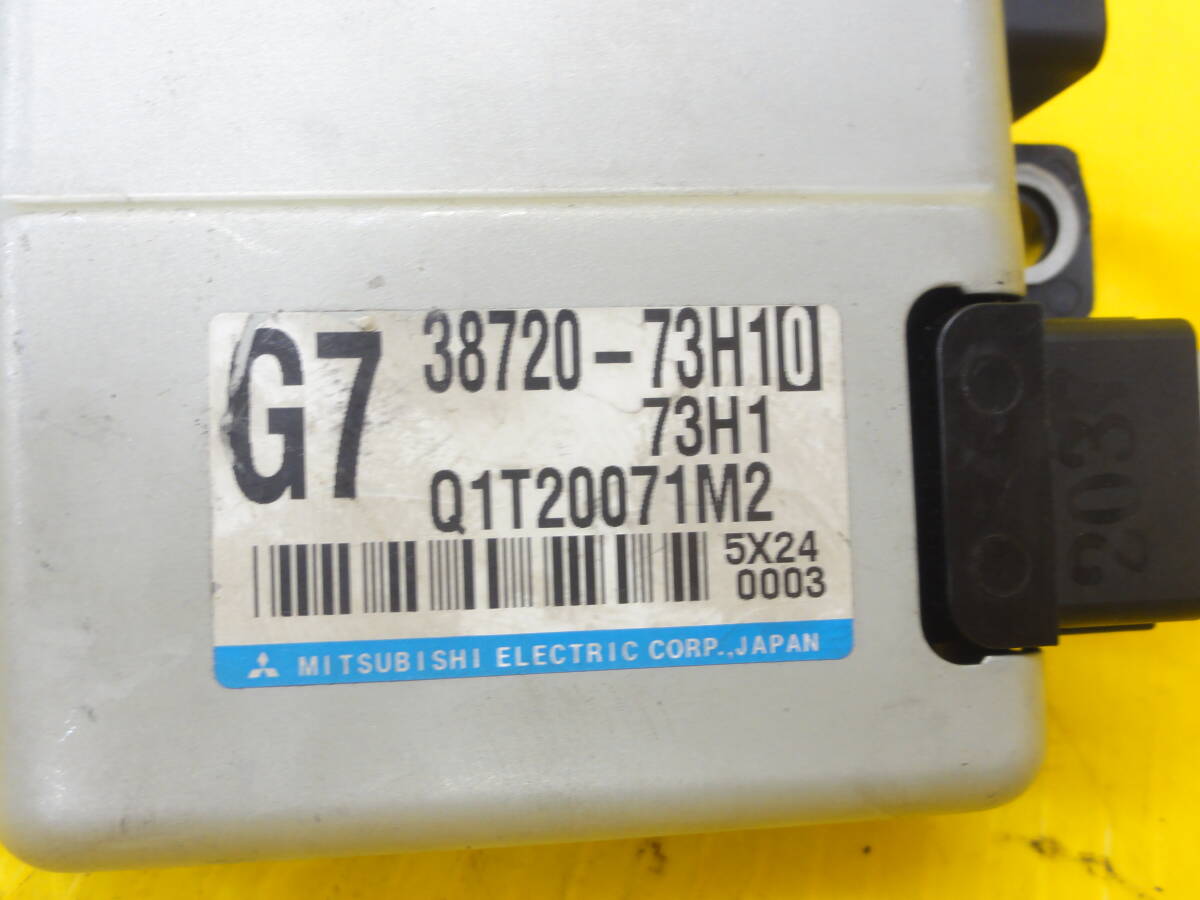 G7
38720-73H10
73H1
Q1T20071M2
5X24
0003
MITSUBISHI ELECTRIC CORP., JAPAN
203